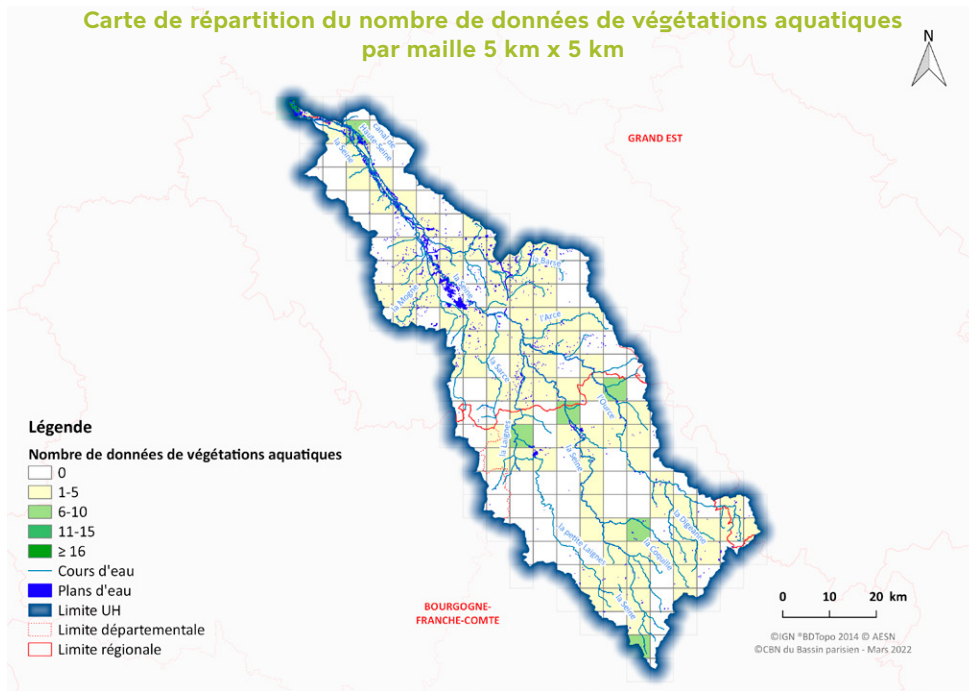 Carte de répartition du nombre de données de végétations aquatiques
par maille 5 km x 5 km
N
GRAND EST
canal de
Haute-Seine
la Seine
la Barse
la Seine
la Mogne
l'Arce
la Sarce
l'Ource
la Laignes
la Seine
la Digeanne
la petite Laignes
la Coquille
la Seine
Légende
Nombre de données de végétations aquatiques
0
1-5
6-10
11-15
≥ 16
Cours d'eau
Plans d'eau
Limite UH
Limite départementale
Limite régionale
BOURGOGNE-
FRANCHE-COMTE
0 10 20 km
©IGN ®BDTopo 2014 © AESN
©CBN du Bassin parisien - Mars 2022